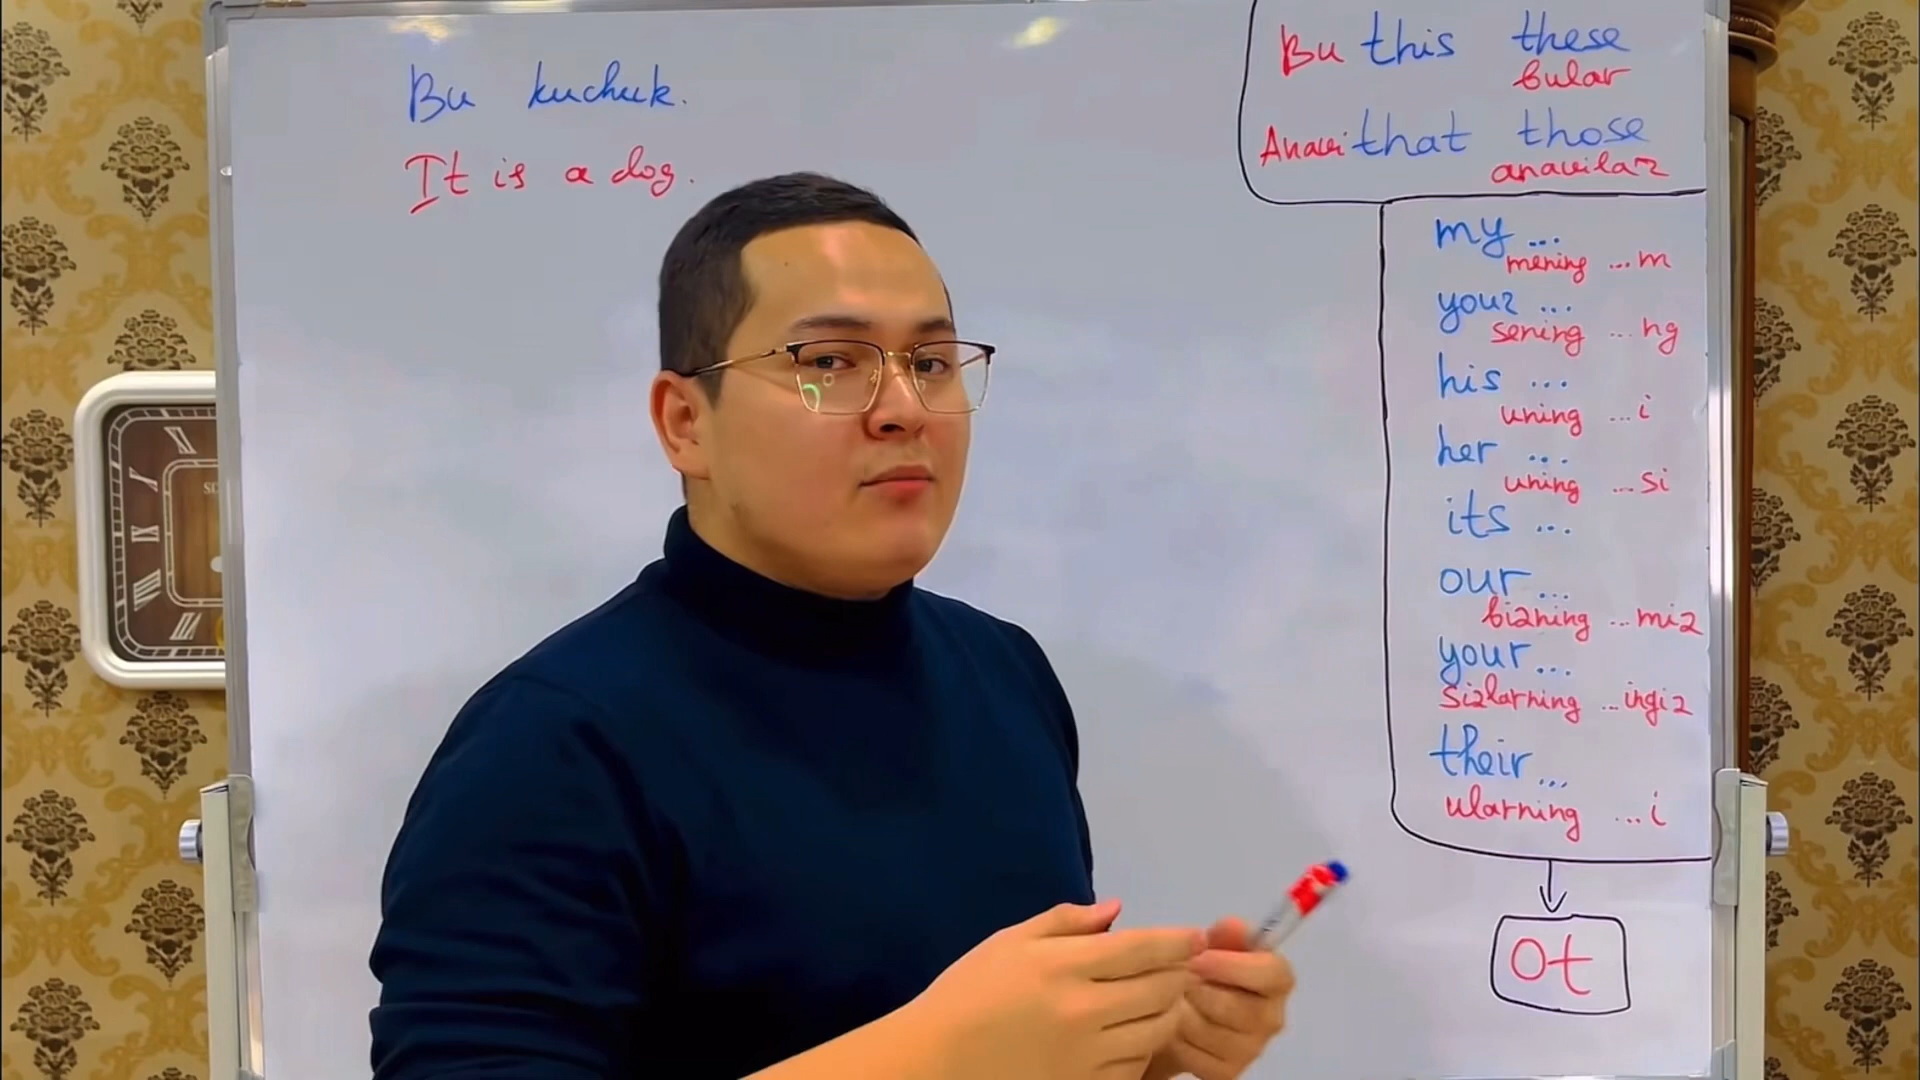 Bu kuchuk.
It is a dog.
Bu this these
bular
Anavi that those
anavilar
my ...
mening ...m
your ...
sening ...ng
his ...
uning ...i
her ...
uning ...si
its ...
our ...
bizning ...miz
your ...
sizlarning ...ingiz
their ...
ularning ...i
Ot